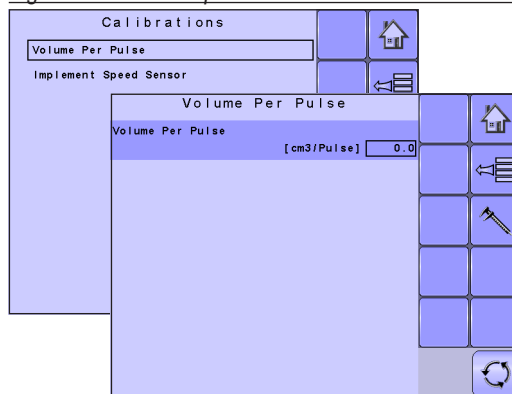 Calibrations
Volume Per Pulse
Implement Speed Sensor
Volume Per Pulse
Volume Per Pulse
[cm3/Pulse] 0.0